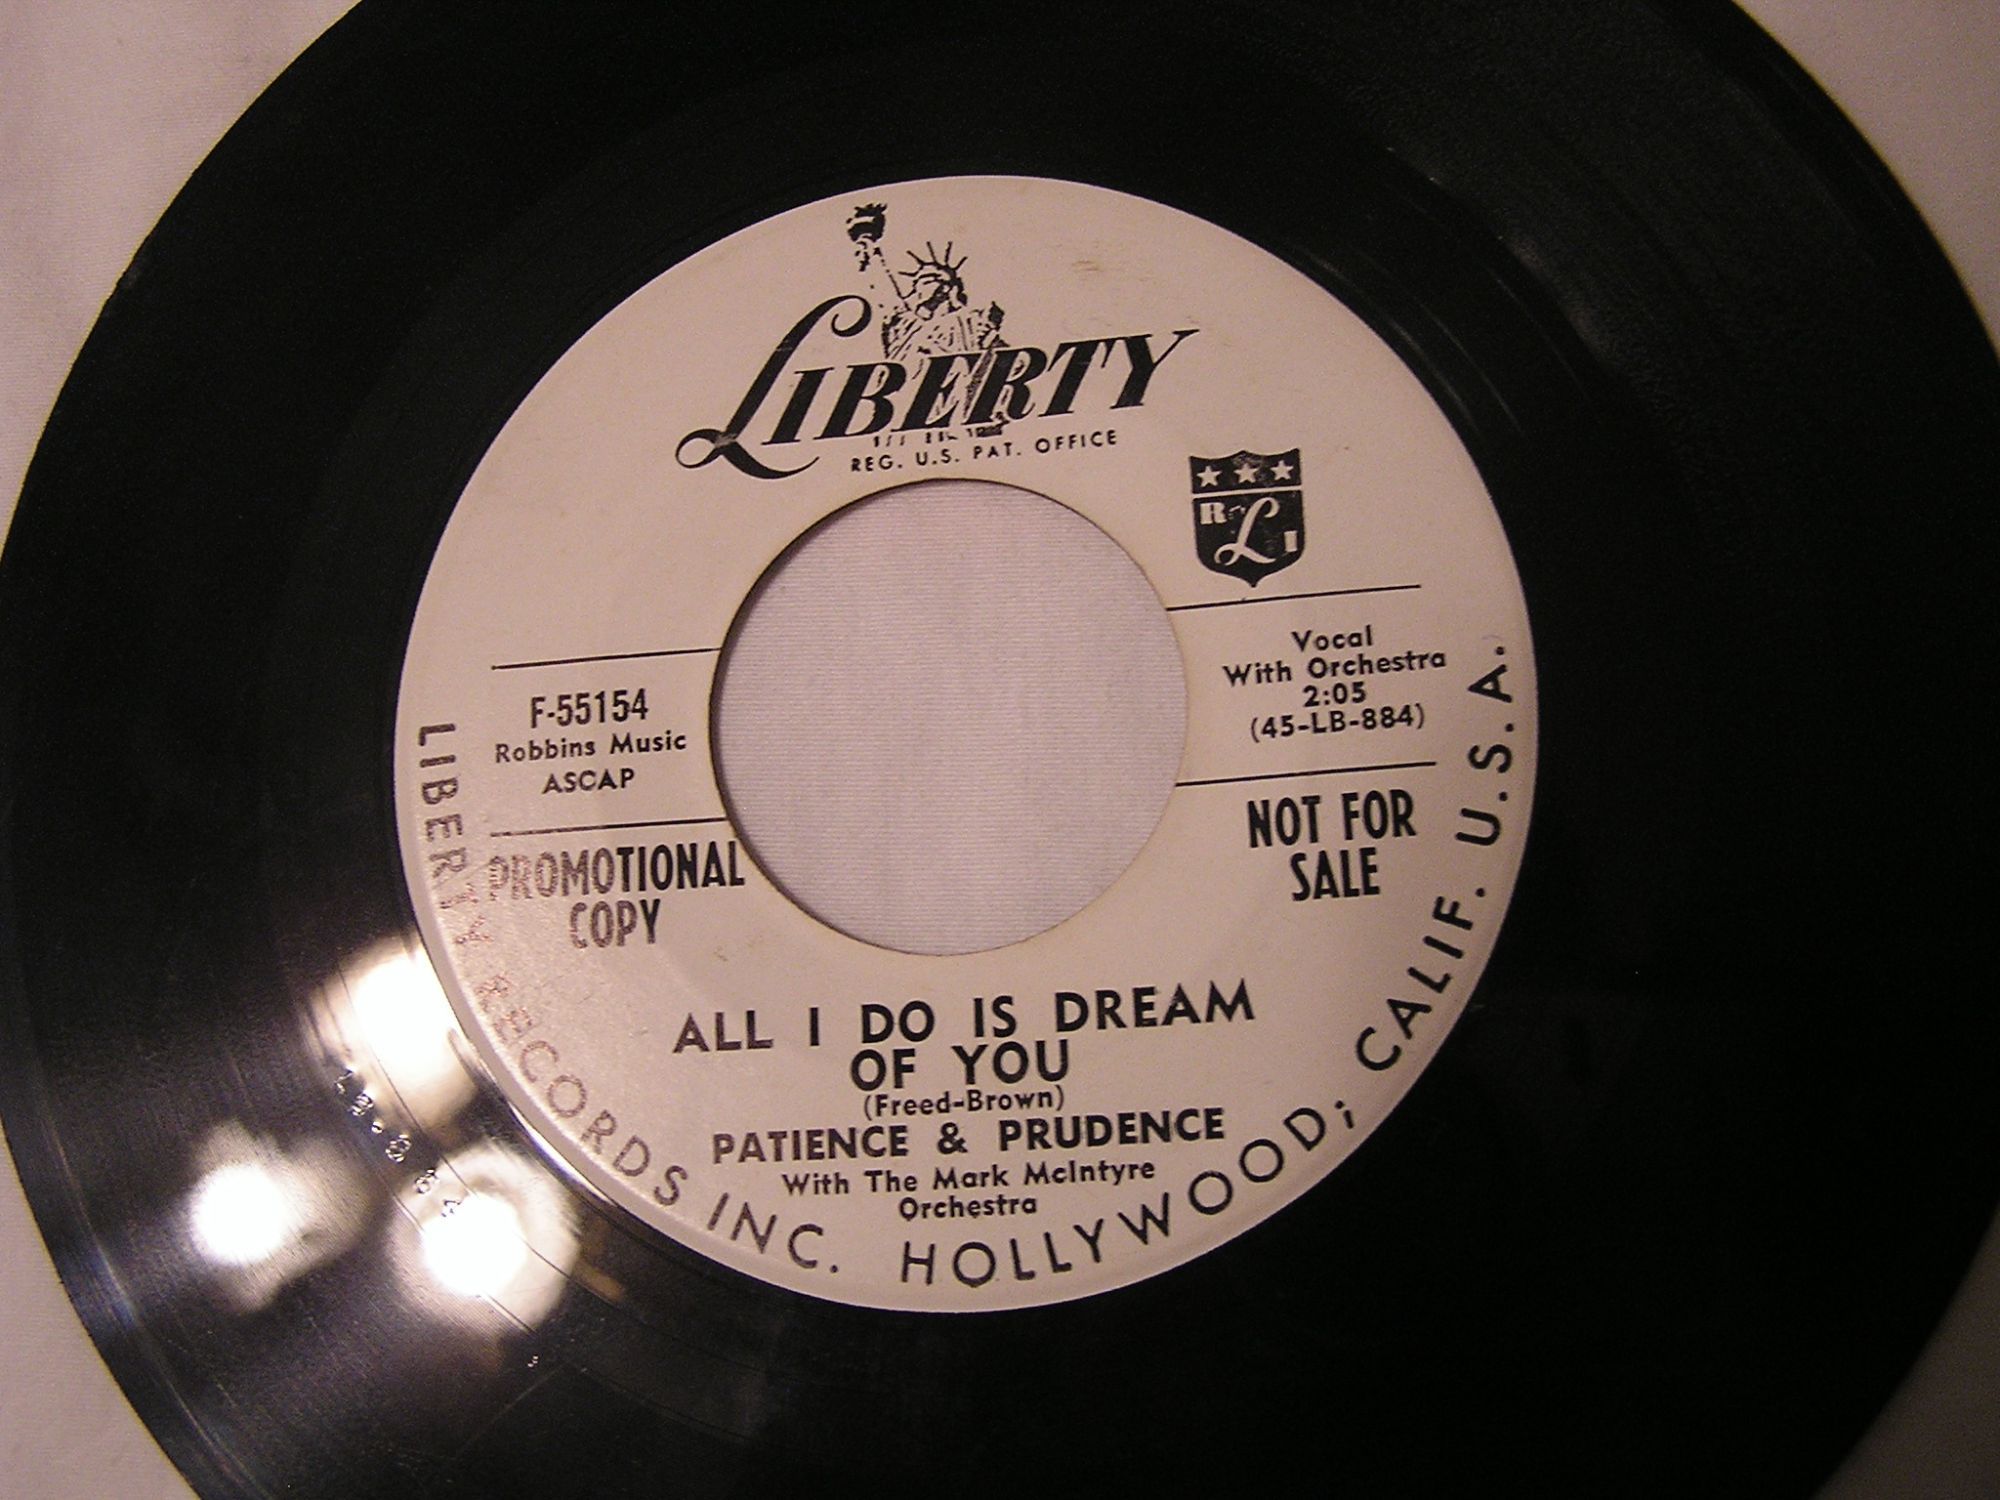 LIBERTY
REG. U.S. PAT. OFFICE
R L I
F-55154
Robbins Music
ASCAP
PROMOTIONAL
COPY
Vocal
With Orchestra
2:05
(45-LB-884)
NOT FOR
SALE
ALL I DO IS DREAM
OF YOU
(Freed-Brown)
PATIENCE & PRUDENCE
With The Mark McIntyre
Orchestra
LIBERTY RECORDS INC. HOLLYWOOD; CALIF. U.S.A.